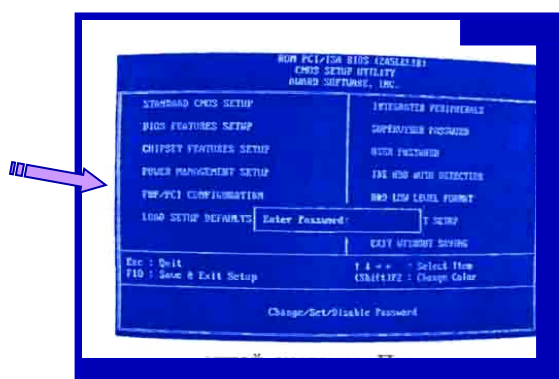 ROM PCI/ISA BIOS
CMOS SETUP UTILITY
AWARD SOFTWARE, INC.
STANDARD CMOS SETUP
BIOS FEATURES SETUP
CHIPSET FEATURES SETUP
POWER MANAGEMENT SETUP
PNP/PCI CONFIGURATION
LOAD SETUP DEFAULTS
INTEGRATED PERIPHERALS
SUPERVISOR PASSWORD
USER PASSWORD
IDE HDD AUTO DETECTION
HDD LOW LEVEL FORMAT
T SETUP
EXIT WITHOUT SAVING
Enter Password:
Esc : Quit
F10 : Save & Exit Setup
↑ ↓ → ← : Select Item
(Shift)F2 : Change Color
Change/Set/Disable Password